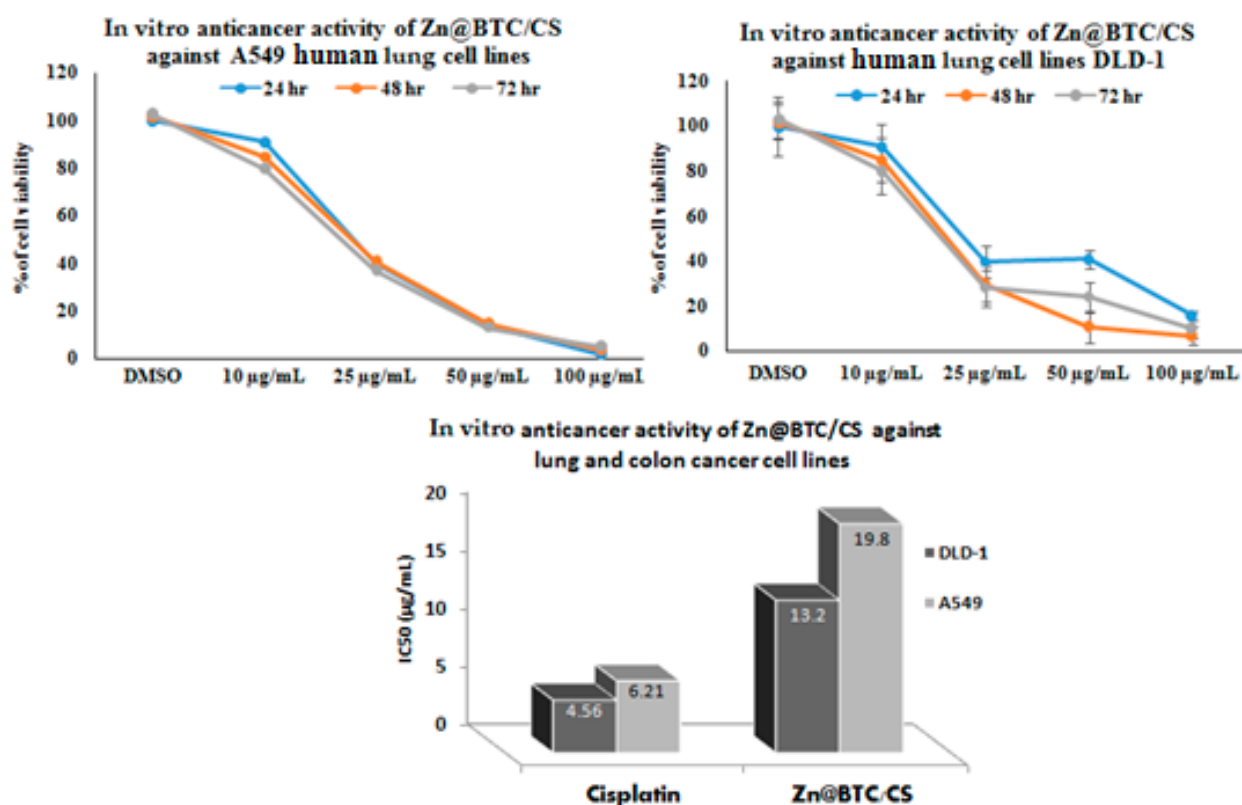 In vitro anticancer activity of Zn@BTC/CS
against A549 human lung cell lines
24 hr 48 hr 72 hr
120
100
80
60
40
20
0
% of cell viability
DMSO 10 µg/mL 25 µg/mL 50 µg/mL 100 µg/mL
In vitro anticancer activity of Zn@BTC/CS
against human lung cell lines DLD-1
24 hr 48 hr 72 hr
120
100
80
60
40
20
0
% of cell viability
DMSO 10 µg/mL 25 µg/mL 50 µg/mL 100 µg/mL
In vitro anticancer activity of Zn@BTC/CS against
lung and colon cancer cell lines
20
15
10
5
0
IC50 (µg/mL)
4.56
6.21
13.2
19.8
DLD-1
A549
Cisplatin Zn@BTC/CS